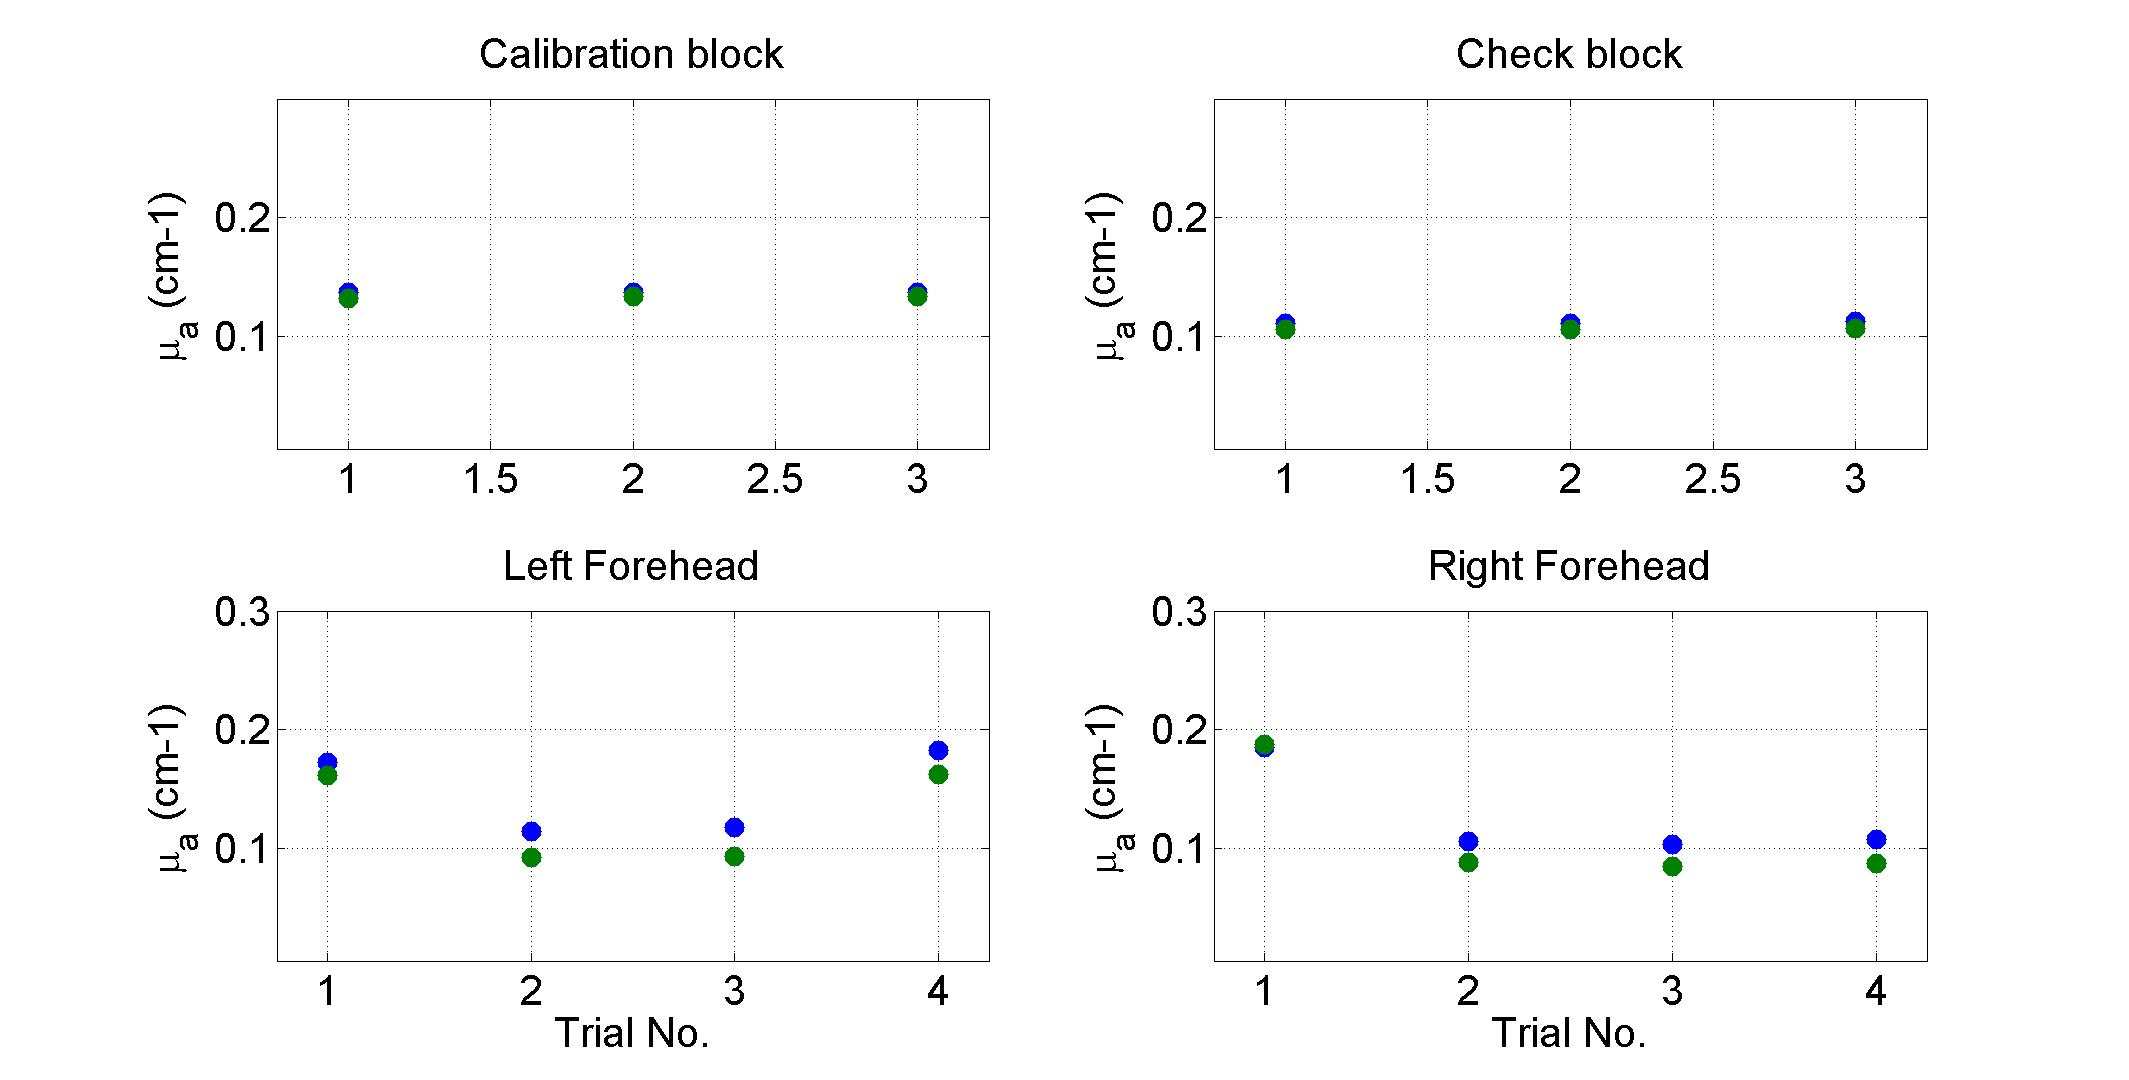 Calibration block
Check block
μa (cm-1)
0.2
0.1
1 1.5 2 2.5 3
μa (cm-1)
0.2
0.1
1 1.5 2 2.5 3
Left Forehead
Right Forehead
μa (cm-1)
0.3
0.2
0.1
1 2 3 4
Trial No.
μa (cm-1)
0.3
0.2
0.1
1 2 3 4
Trial No.